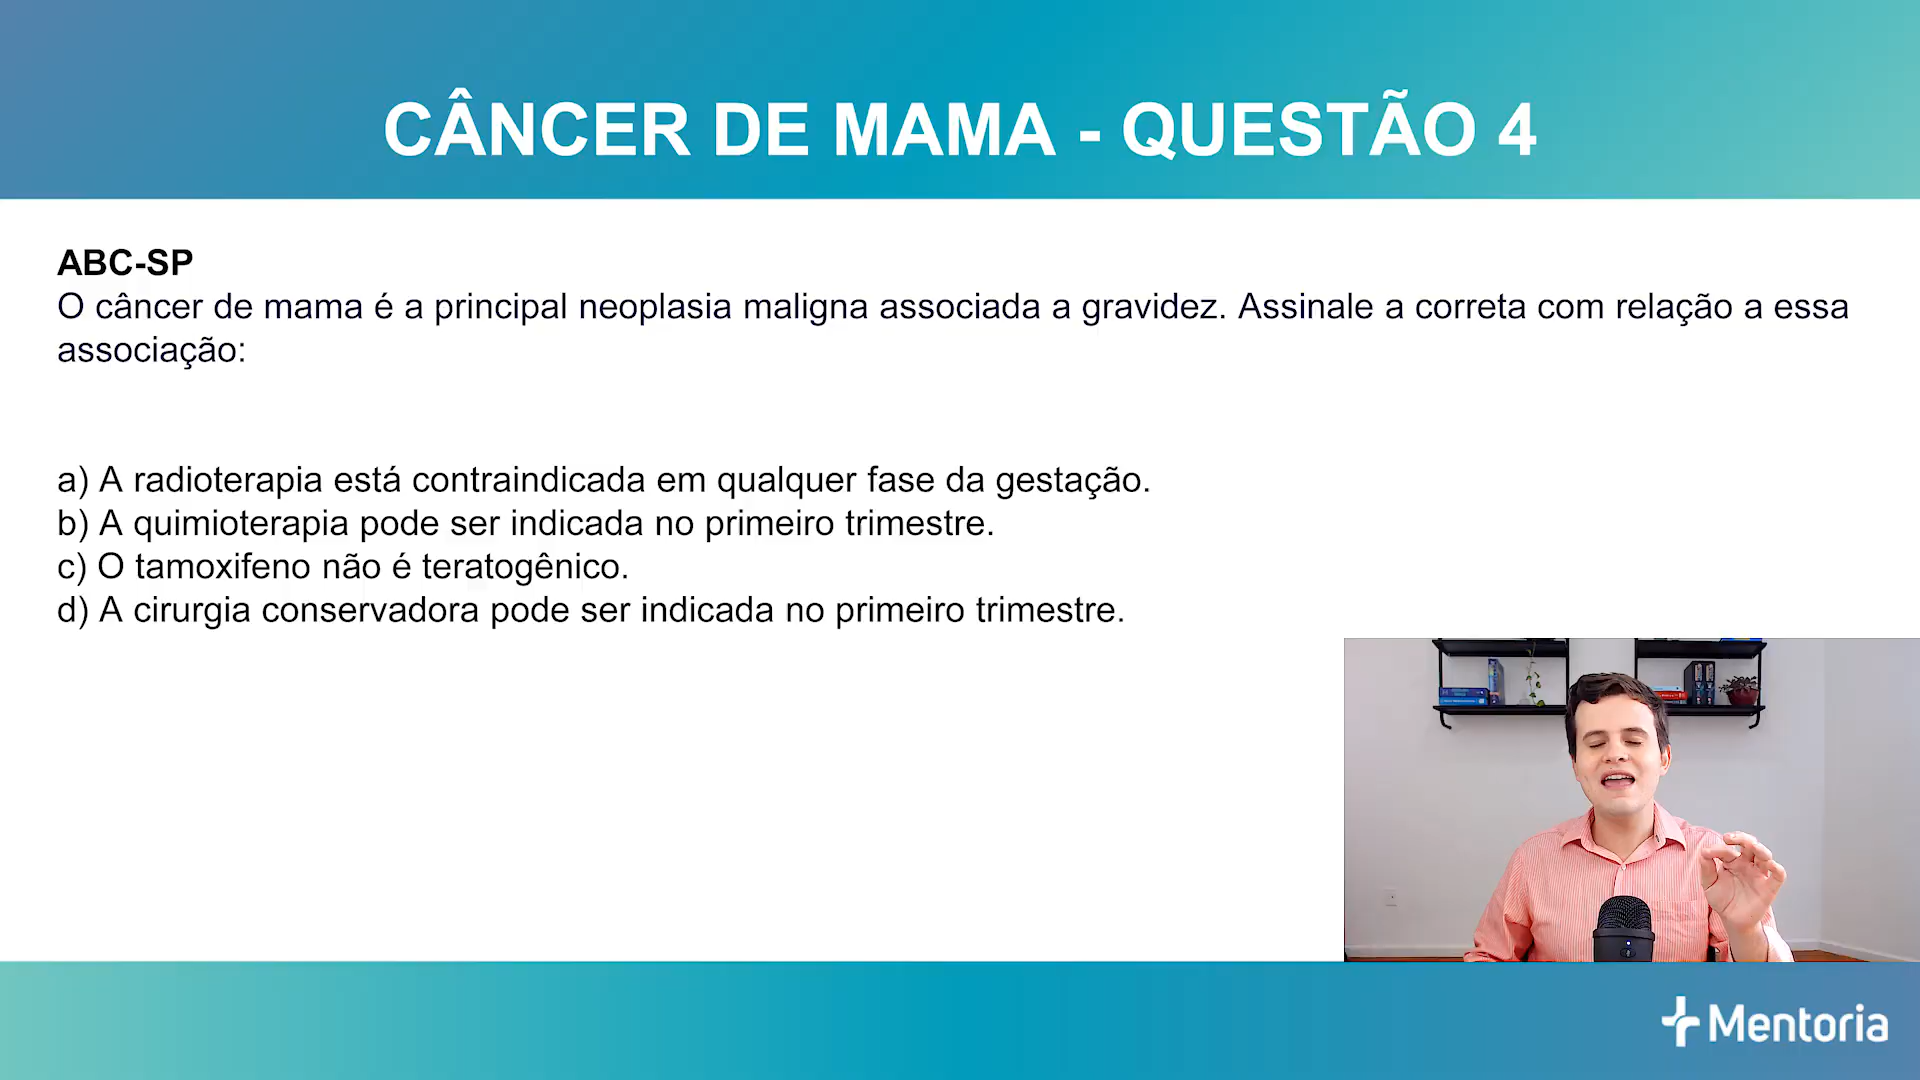 CÂNCER DE MAMA - QUESTÃO 4
ABC-SP
O câncer de mama é a principal neoplasia maligna associada a gravidez. Assinale a correta com relação a essa
associação:
a) A radioterapia está contraindicada em qualquer fase da gestação.
b) A quimioterapia pode ser indicada no primeiro trimestre.
c) O tamoxifeno não é teratogênico.
d) A cirurgia conservadora pode ser indicada no primeiro trimestre.
Mentoria